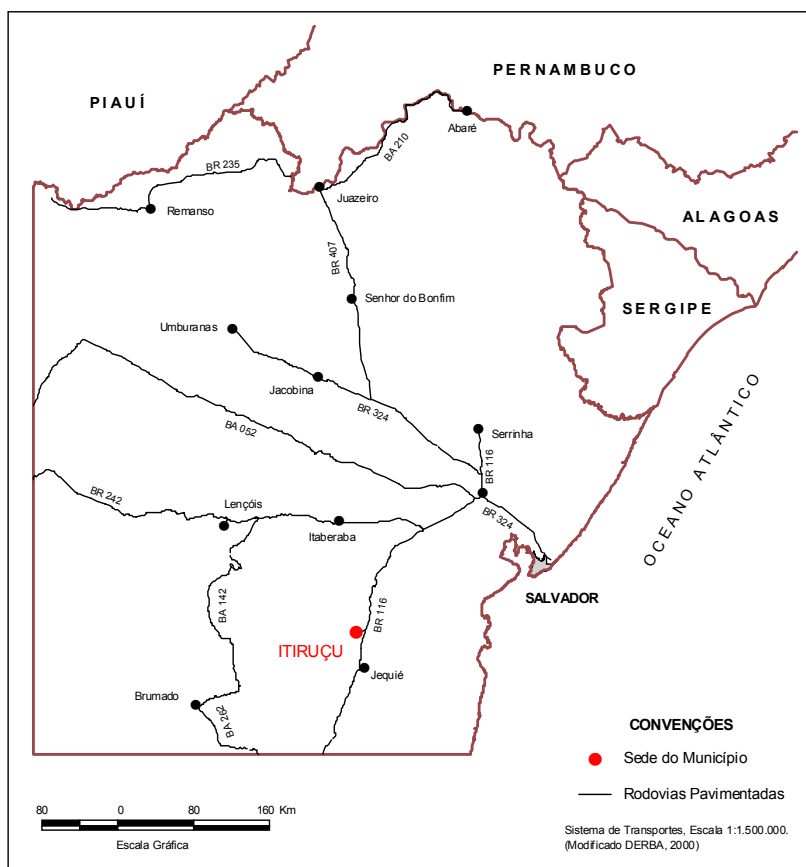 PERNAMBUCO
PIAUÍ
Abaré
BA 210
BR 235
Juazeiro
Remanso
ALAGOAS
BR 407
Senhor do Bonfim
SERGIPE
Umburanas
Jacobina
BR 324
OCEANO ATLÂNTICO
BA 052
Serrinha
BR 116
BR 242
Lençóis
Itaberaba
BR 324
SALVADOR
BA 142
BR 116
ITIRUÇU
Jequié
Brumado
BA 262
CONVENÇÕES
Sede do Município
Rodovias Pavimentadas
80 0 80 160 Km
Escala Gráfica
Sistema de Transportes, Escala 1:1.500.000.
(Modificado DERBA, 2000)